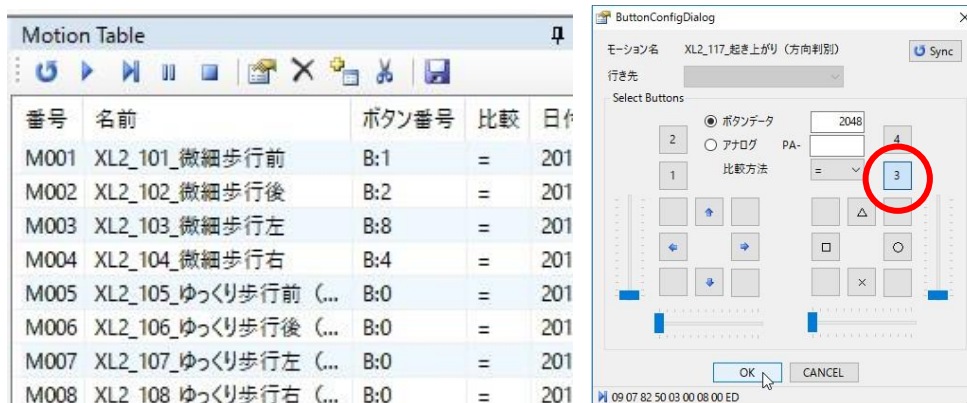 Motion Table
番号 名前 ボタン番号 比較 日付
M001 XL2_101_微細歩行前 B:1 = 201
M002 XL2_102_微細歩行後 B:2 = 201
M003 XL2_103_微細歩行左 B:8 = 201
M004 XL2_104_微細歩行右 B:4 = 201
M005 XL2_105_ゆっくり歩行前 (... B:0 = 201
M006 XL2_106_ゆっくり歩行後 (... B:0 = 201
M007 XL2_107_ゆっくり歩行左 (... B:0 = 201
M008 XL2_108_ゆっくり歩行右 (... B:0 = 201
ButtonConfigDialog
モーション名 XL2_117_起き上がり（方向判別） Sync
行き先
Select Buttons
ボタンデータ 2048
2 アナログ PA- 4
1 比較方法 = 3
△
□ ○
×
OK CANCEL
09 07 82 50 03 00 08 00 ED